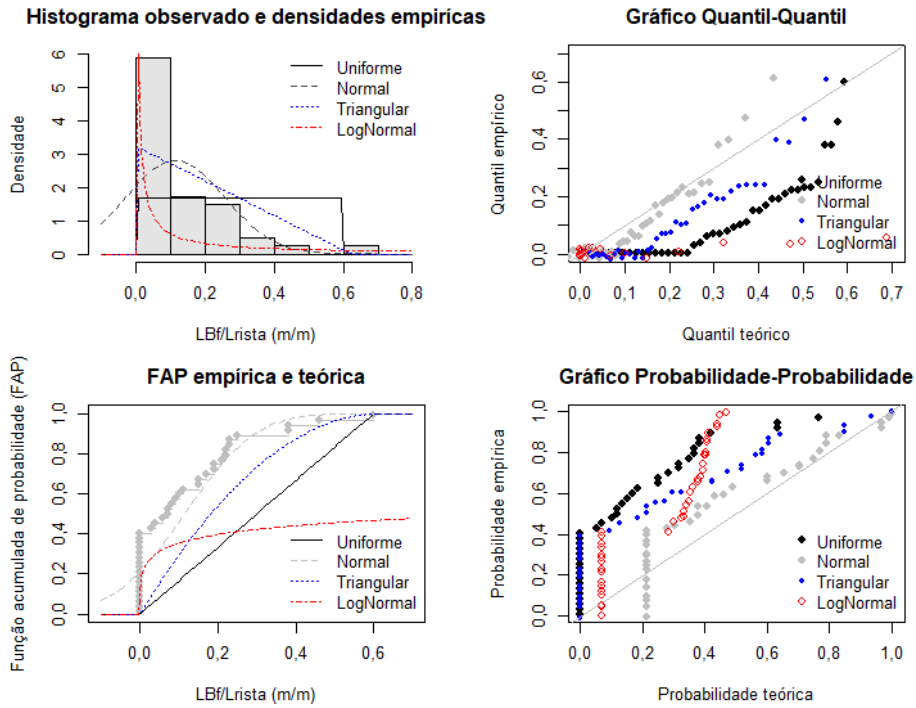 Histograma observado e densidades empirícas
Densidade
6
5
4
3
2
1
0
Uniforme
Normal
Triangular
LogNormal
0,0
0,2
0,4
0,6
0,8
LBf/Lrista (m/m)
Gráfico Quantil-Quantil
Quantil empírico
0,6
0,4
0,2
0,0
Uniforme
Normal
Triangular
LogNormal
0,0
0,1
0,2
0,3
0,4
0,5
0,6
0,7
Quantil teórico
FAP empírica e teórica
Função acumulada de probabilidade (FAP)
1,0
0,8
0,6
0,4
0,2
0,0
Uniforme
Normal
Triangular
LogNormal
0,0
0,2
0,4
0,6
LBf/Lrista (m/m)
Gráfico Probabilidade-Probabilidade
Probabilidade empírica
1,0
0,8
0,6
0,4
0,2
0,0
Uniforme
Normal
Triangular
LogNormal
0,0
0,2
0,4
0,6
0,8
1,0
Probabilidade teórica